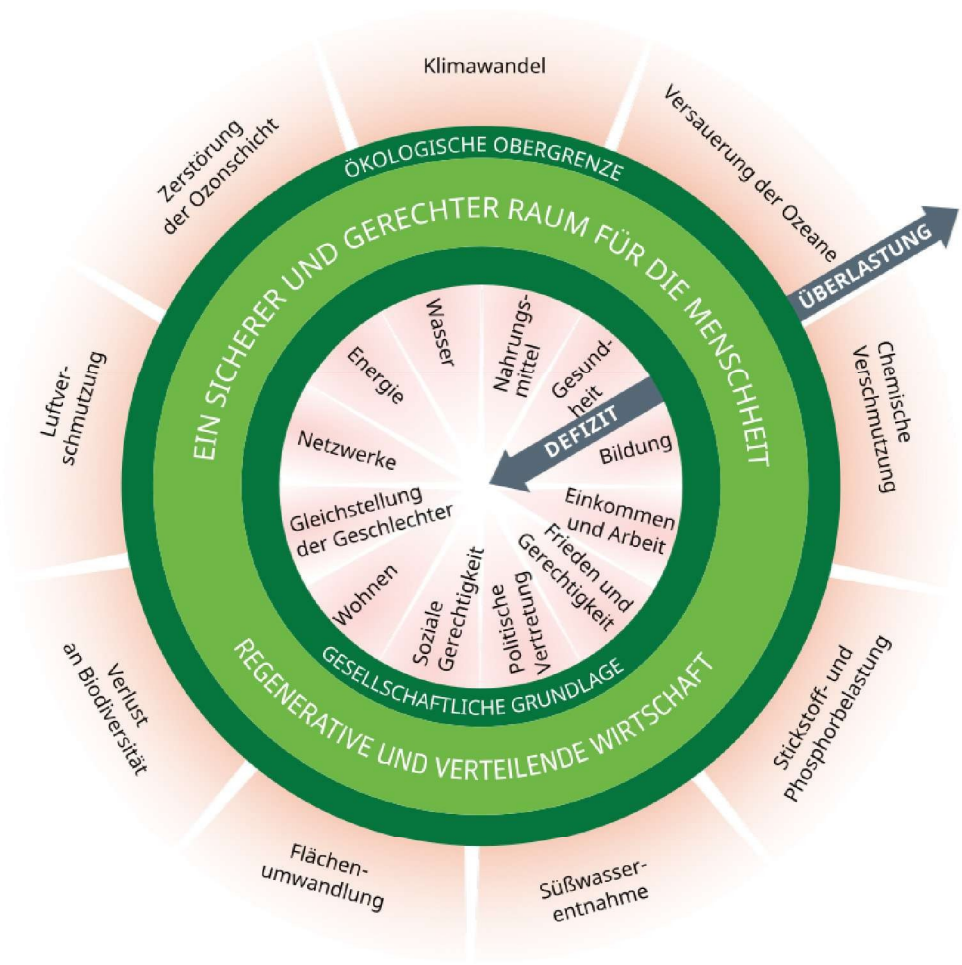 Klimawandel
Versauerung der Ozeane
ÜBERLASTUNG
Chemische
Verschmutzung
Stickstoff- und
Phosphorbelastung
Süßwasser-
entnahme
Flächen-
umwandlung
Verlust
an Biodiversität
Luftver-
schmutzung
Zerstörung
der Ozonschicht
ÖKOLOGISCHE OBERGRENZE
EIN SICHERER UND GERECHTER RAUM FÜR DIE MENSCHHEIT
REGENERATIVE UND VERTEILENDE WIRTSCHAFT
GESELLSCHAFTLICHE GRUNDLAGE
Wasser
Nahrungs-
mittel
Gesund-
heit
DEFIZIT
Bildung
Einkommen
und Arbeit
Frieden und
Gerechtigkeit
Politische
Vertretung
Soziale
Gerechtigkeit
Wohnen
Gleichstellung
der Geschlechter
Netzwerke
Energie